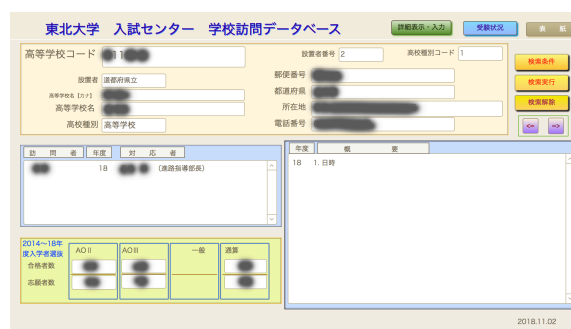 東北大学 入試センター 学校訪問データベース
詳細表示・入力 受験状況 表 紙
高等学校コード 設置者番号 2 高校種別コード 1
検索条件
設置者 道都府県立 郵便番号
検索実行
高等学校名 [カナ] 都道府県
高等学校名 所在地
検索解除
高校種別 高等学校 電話番号
<= =>
訪 問 者 年度 対 応 者
18 (進路指導部長)
年度 概 要
18 1. 日時
2014〜18年
度入学者選抜
AO II AO III 一般 通算
合格者数
志願者数
2018.11.02